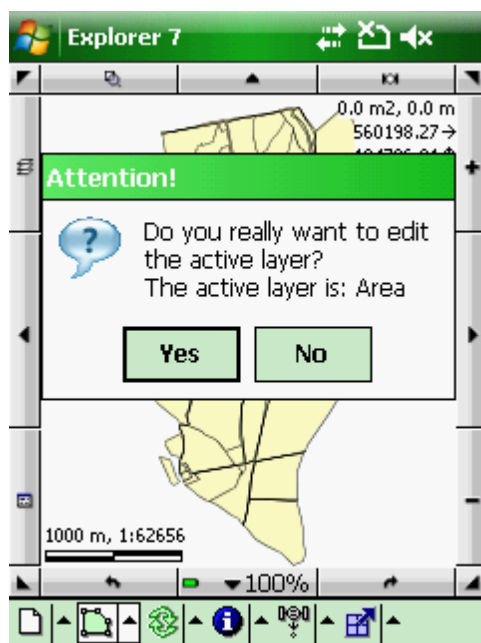 Explorer 7
0.0 m2, 0.0 m
560198.27
Attention!
Do you really want to edit
the active layer?
The active layer is: Area
Yes
No
1000 m, 1:62656
100%